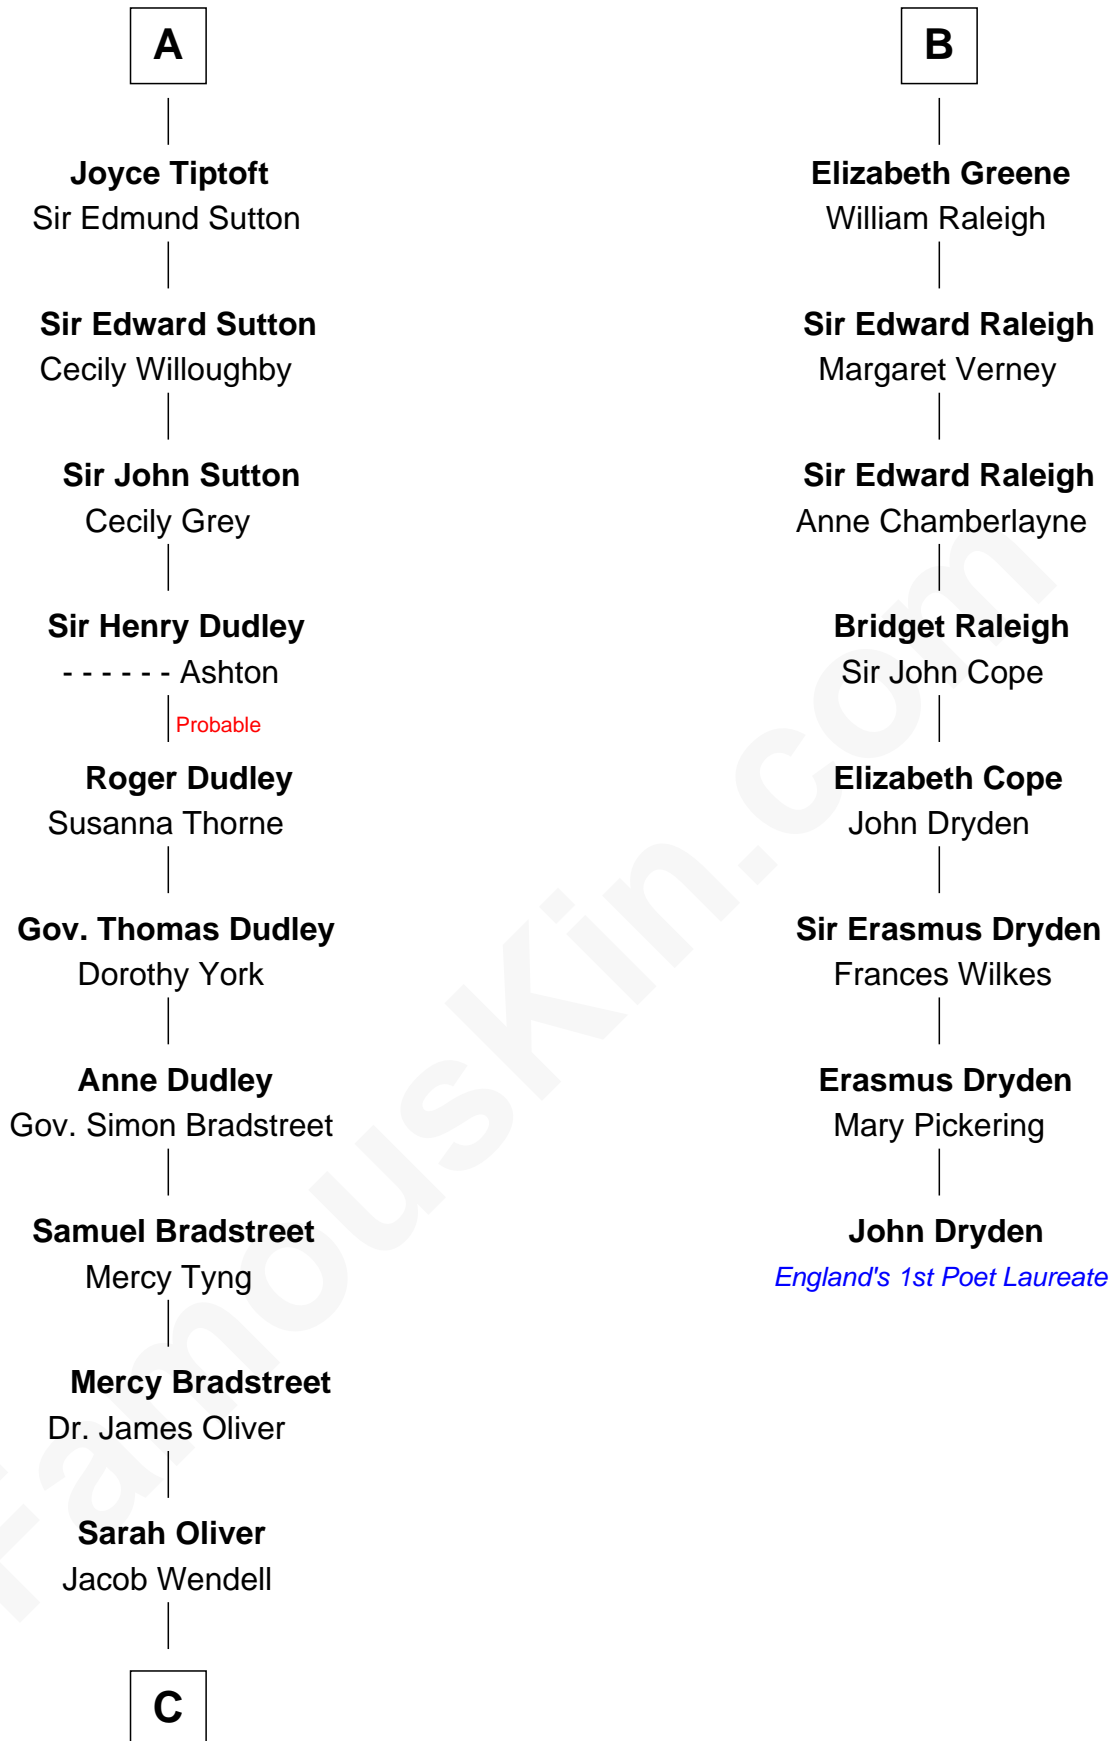 A
Joyce Tiptoft
Sir Edmund Sutton
Sir Edward Sutton
Cecily Willoughby
Sir John Sutton
Cecily Grey
Sir Henry Dudley
- - - - - - Ashton
Probable
Roger Dudley
Susanna Thorne
Gov. Thomas Dudley
Dorothy York
Anne Dudley
Gov. Simon Bradstreet
Samuel Bradstreet
Mercy Tyng
Mercy Bradstreet
Dr. James Oliver
Sarah Oliver
Jacob Wendell
C
B
Elizabeth Greene
William Raleigh
Sir Edward Raleigh
Margaret Verney
Sir Edward Raleigh
Anne Chamberlayne
Bridget Raleigh
Sir John Cope
Elizabeth Cope
John Dryden
Sir Erasmus Dryden
Frances Wilkes
Erasmus Dryden
Mary Pickering
John Dryden
England's 1st Poet Laureate
FamousKin.com